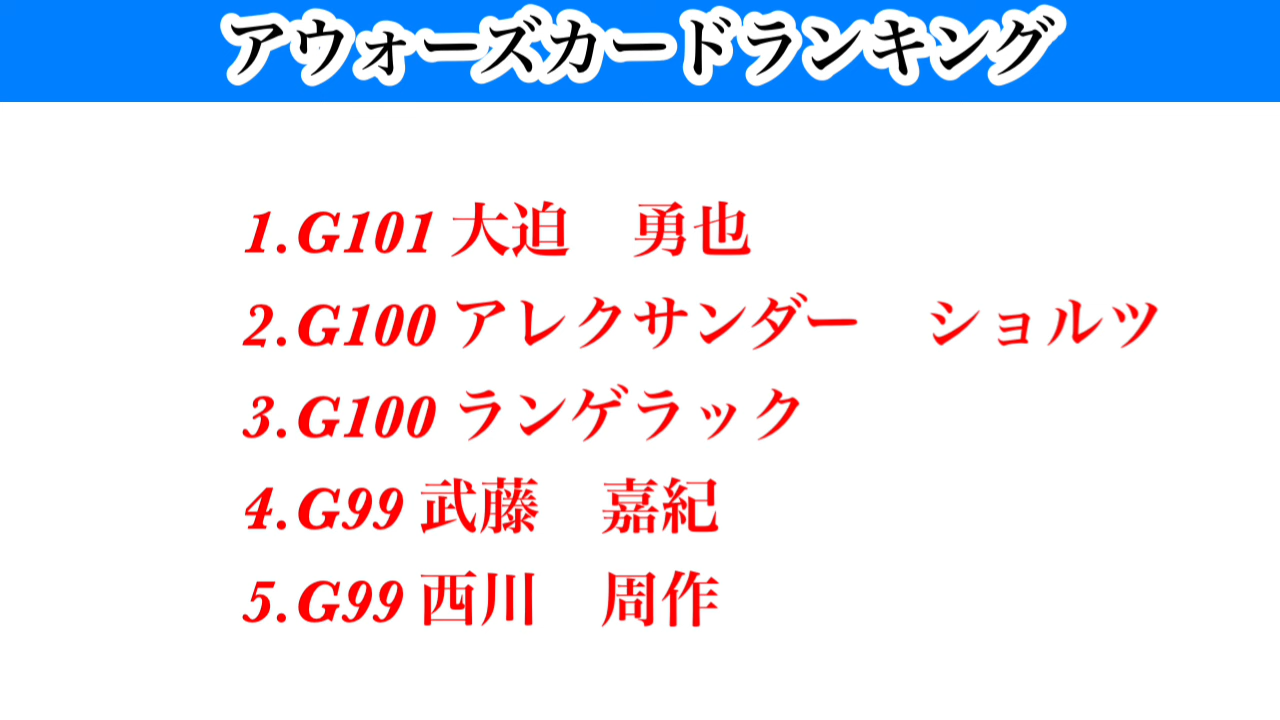 アウォーズカードランキング
1.G101 大迫　勇也
2.G100 アレクサンダー　ショルツ
3.G100 ランゲラック
4.G99 武藤　嘉紀
5.G99 西川　周作